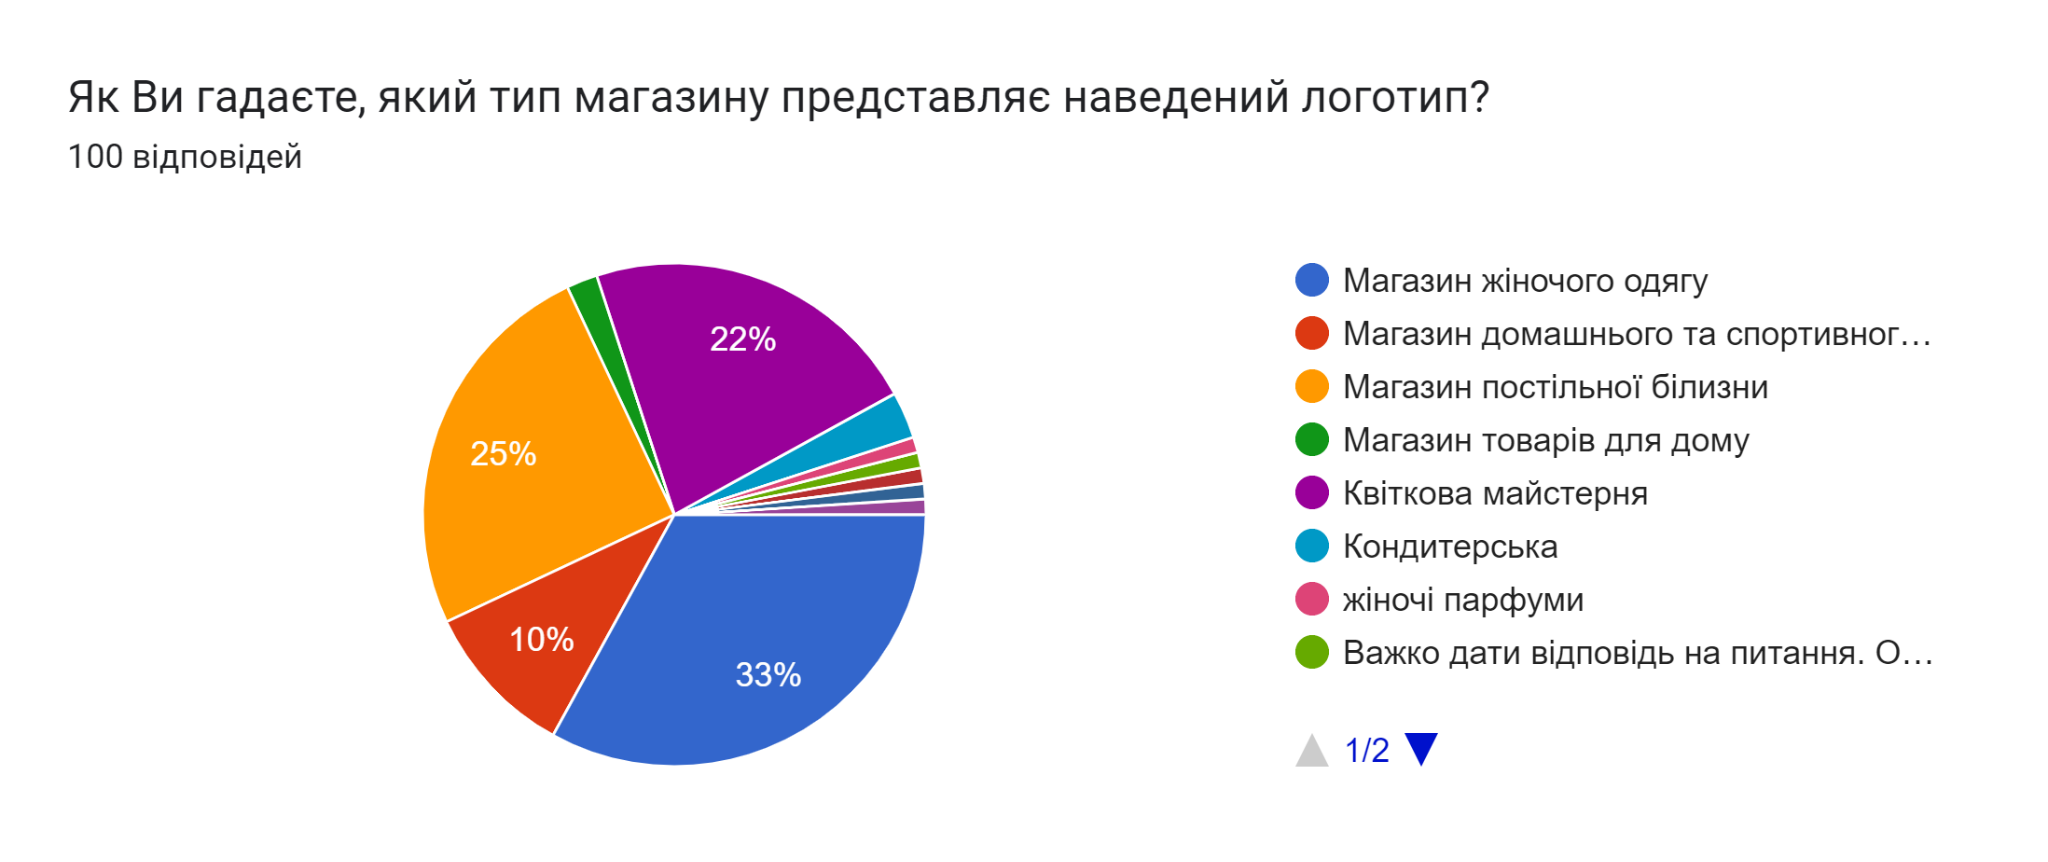 Як Ви гадаєте, який тип магазину представляє наведений логотип?
100 відповідей
22%
25%
10%
33%
Магазин жіночого одягу
Магазин домашнього та спортивног…
Магазин постільної білизни
Магазин товарів для дому
Квіткова майстерня
Кондитерська
жіночі парфуми
Важко дати відповідь на питання. О…
1/2